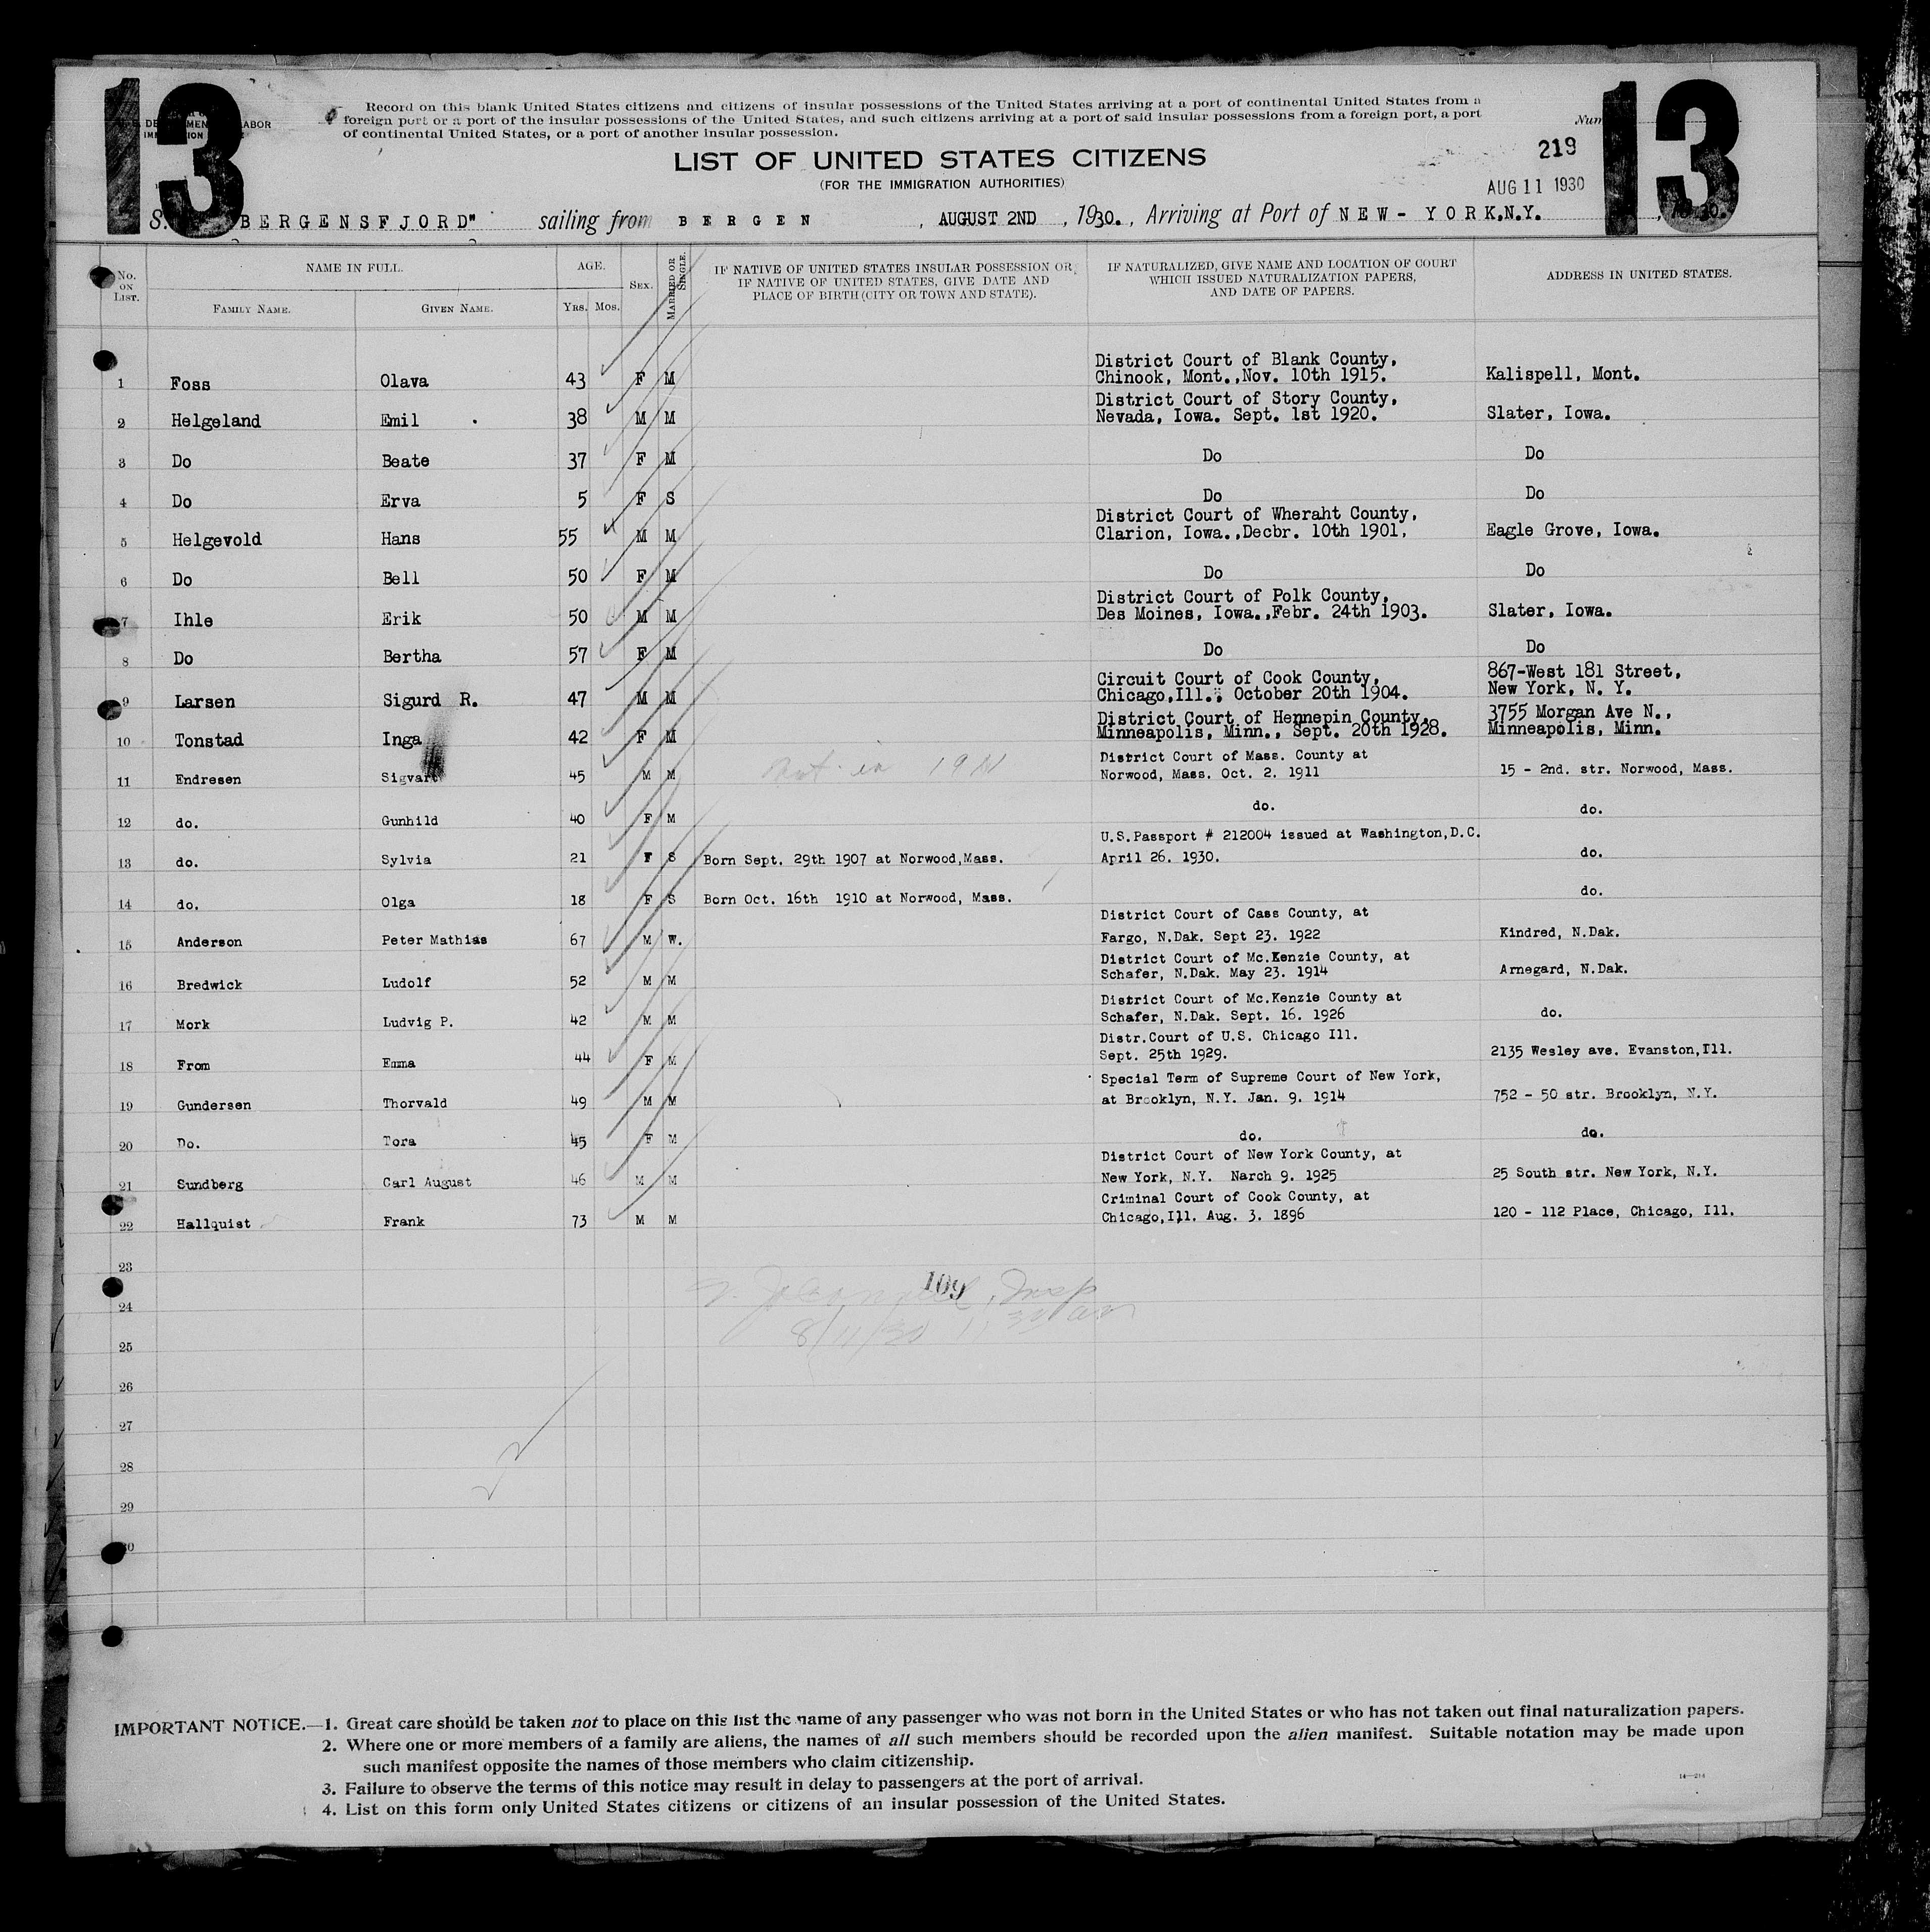 13
13
Record on this blank United States citizens and citizens of insular possessions of the United States arriving at a port of continental United States from a
foreign port or a port of the insular possessions of the United States, and such citizens arriving at a port of said insular possessions from a foreign port, a port
of continental United States, or a port of another insular possession.
LIST OF UNITED STATES CITIZENS
(FOR THE IMMIGRATION AUTHORITIES)
219
AUG 11 1930
S. BERGENSFJORD" sailing from BERGEN, AUGUST 2ND, 1930., Arriving at Port of NEW-YORK.N.Y.
No. ON LIST.
NAME IN FULL.
FAMILY NAME.
GIVEN NAME.
AGE.
YRS. MOS.
SEX.
MARRIED OR SINGLE.
IF NATIVE OF UNITED STATES INSULAR POSSESSION OR
IF NATIVE OF UNITED STATES, GIVE DATE AND
PLACE OF BIRTH (CITY OR TOWN AND STATE).
IF NATURALIZED, GIVE NAME AND LOCATION OF COURT
WHICH ISSUED NATURALIZATION PAPERS,
AND DATE OF PAPERS.
ADDRESS IN UNITED STATES.
District Court of Blank County,
1 Foss Olava 43 F M Chinook, Mont.,Nov. 10th 1915. Kalispell, Mont.
District Court of Story County,
2 Helgeland Emil 38 M M Nevada, Iowa. Sept. 1st 1920. Slater, Iowa.
3 Do Beate 37 F M Do Do
4 Do Erva 5 F S Do Do
District Court of Wheraht County,
5 Helgevold Hans 55 M M Clarion, Iowa.,Decbr. 10th 1901, Eagle Grove, Iowa.
6 Do Bell 50 F M Do Do
District Court of Polk County,
7 Ihle Erik 50 M M Des Moines, Iowa.,Febr. 24th 1903. Slater, Iowa.
8 Do Bertha 57 F M Do Do
Circuit Court of Cook County, 867-West 181 Street,
9 Larsen Sigurd R. 47 M M Chicago,Ill., October 20th 1904. New York, N. Y.
District Court of Hennepin County, 3755 Morgan Ave N.,
10 Tonstad Inga 42 F M Minneapolis, Minn., Sept. 20th 1928. Minneapolis, Minn.
District Court of Mass. County at
11 Endresen Sigvart 45 M M Norwood, Mass. Oct. 2. 1911 15 - 2nd. str. Norwood, Mass.
12 do. Gunhild 40 F M do. do.
U.S.Passport # 212004 issued at Washington,D.C.
13 do. Sylvia 21 F S Born Sept. 29th 1907 at Norwood,Mass. April 26. 1930. do.
14 do. Olga 18 F S Born Oct. 16th 1910 at Norwood, Mass. do.
District Court of Cass County, at
15 Anderson Peter Mathias 67 M W. Fargo, N.Dak. Sept 23. 1922 Kindred, N.Dak.
District Court of Mc.Kenzie County, at
16 Bredwick Ludolf 52 M M Schafer, N.Dak. May 23. 1914 Arnegard, N.Dak.
District Court of Mc.Kenzie County at
17 Mork Ludvig P. 42 M M Schafer, N.Dak. Sept. 16. 1926 do.
Distr.Court of U.S. Chicago Ill.
18 From Emma 44 F M Sept. 25th 1929. 2135 Wesley ave. Evanston,Ill.
Special Term of Supreme Court of New York,
19 Gundersen Thorvald 49 M M at Brooklyn, N.Y. Jan. 9. 1914 752 - 50 str. Brooklyn, N.Y.
20 Do. Tora 45 F M do. do.
District Court of New York County, at
21 Sundberg Carl August 46 M M New York, N.Y. Narch 9. 1925 25 South str. New York, N.Y.
Criminal Court of Cook County, at
22 Hallquist Frank 73 M M Chicago,Ill. Aug. 3. 1896 120 - 112 Place, Chicago, Ill.
23
109
24
8/11/30
25
26
27
28
29
30
IMPORTANT NOTICE.—1. Great care should be taken not to place on this list the name of any passenger who was not born in the United States or who has not taken out final naturalization papers.
2. Where one or more members of a family are aliens, the names of all such members should be recorded upon the alien manifest. Suitable notation may be made upon
such manifest opposite the names of those members who claim citizenship.
3. Failure to observe the terms of this notice may result in delay to passengers at the port of arrival.
4. List on this form only United States citizens or citizens of an insular possession of the United States.